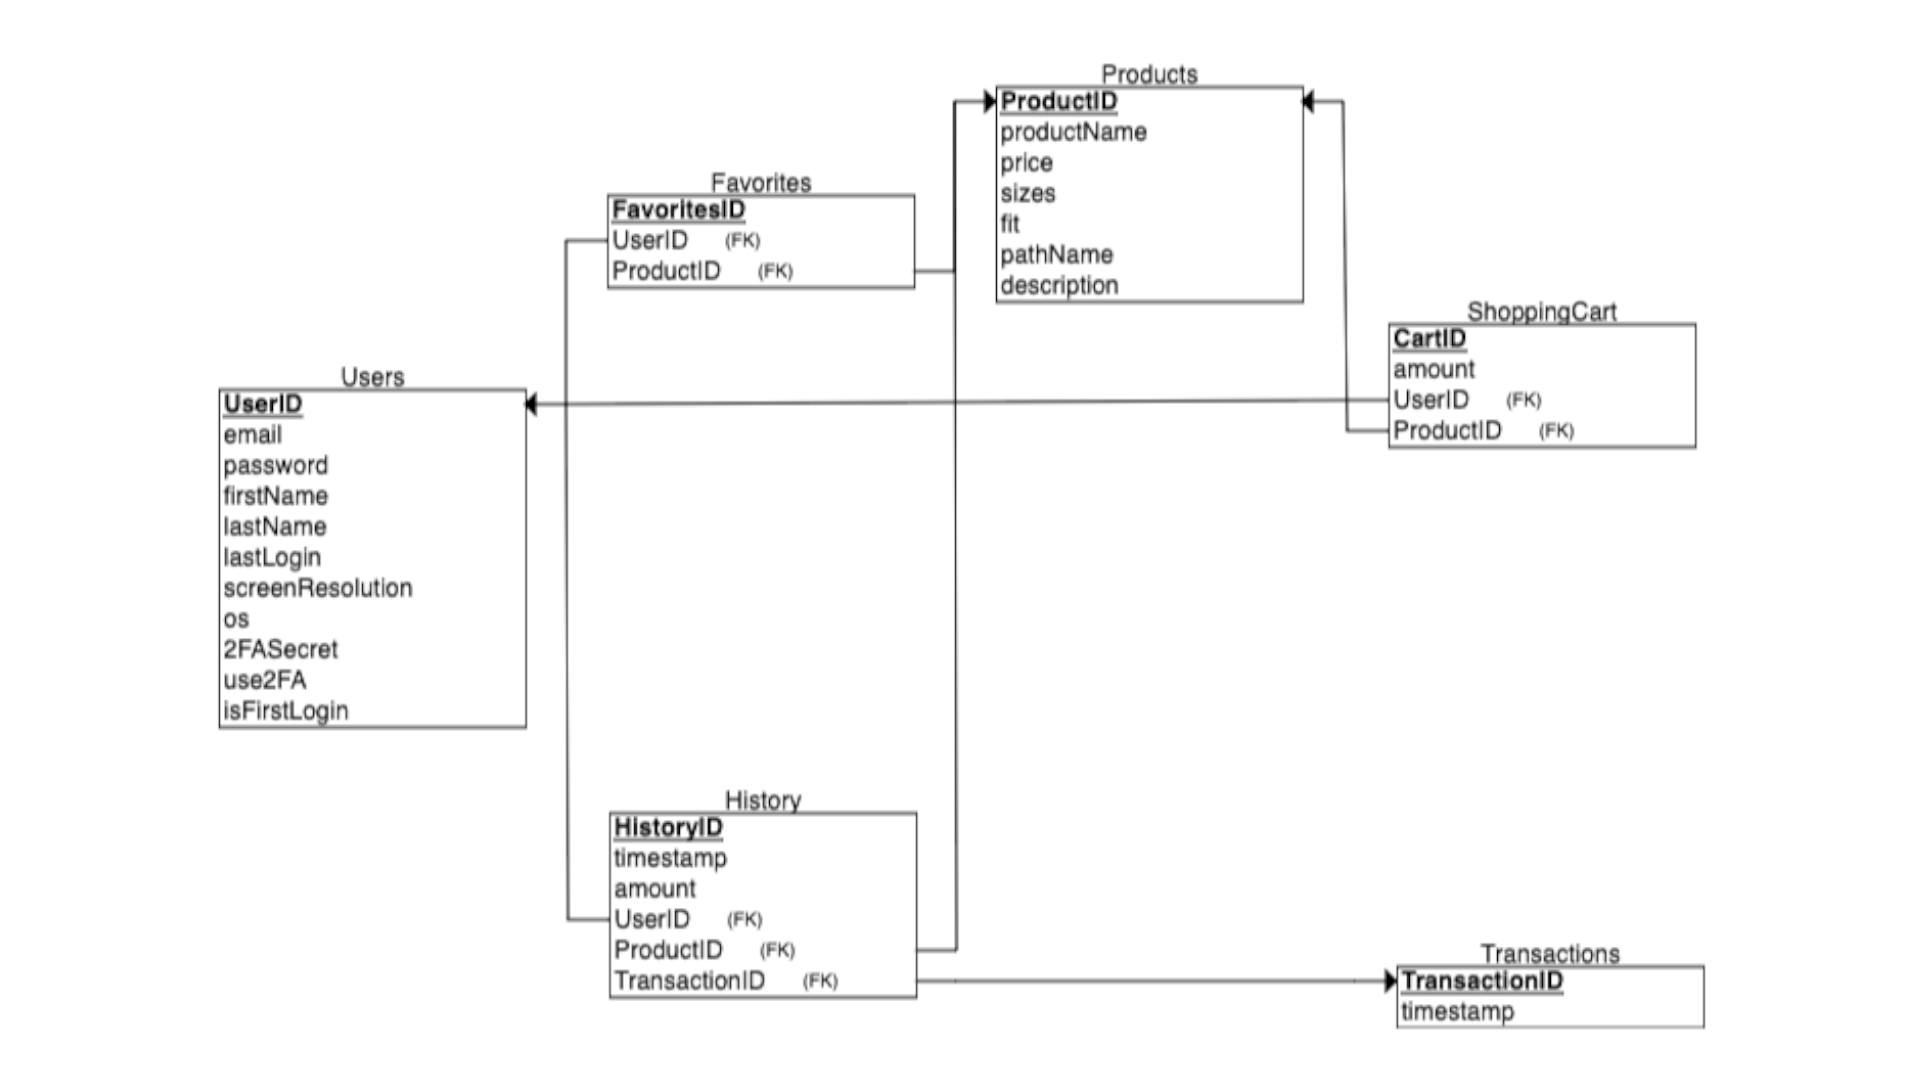 Products
ProductID
productName
price
sizes
fit
pathName
description
Favorites
FavoritesID
UserID (FK)
ProductID (FK)
ShoppingCart
CartID
amount
UserID (FK)
ProductID (FK)
Users
UserID
email
password
firstName
lastName
lastLogin
screenResolution
os
2FASecret
use2FA
isFirstLogin
History
HistoryID
timestamp
amount
UserID (FK)
ProductID (FK)
TransactionID (FK)
Transactions
TransactionID
timestamp